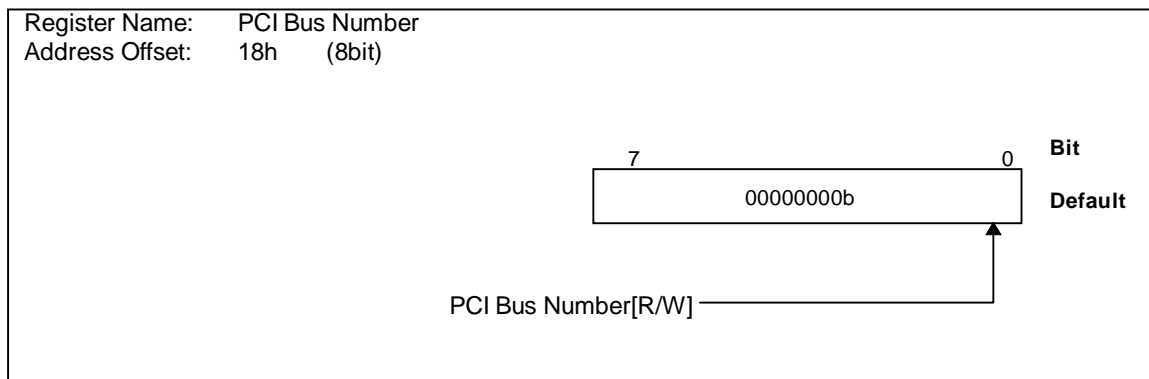 Register Name: PCI Bus Number
Address Offset: 18h (8bit)
7 0 Bit
00000000b Default
PCI Bus Number[R/W]